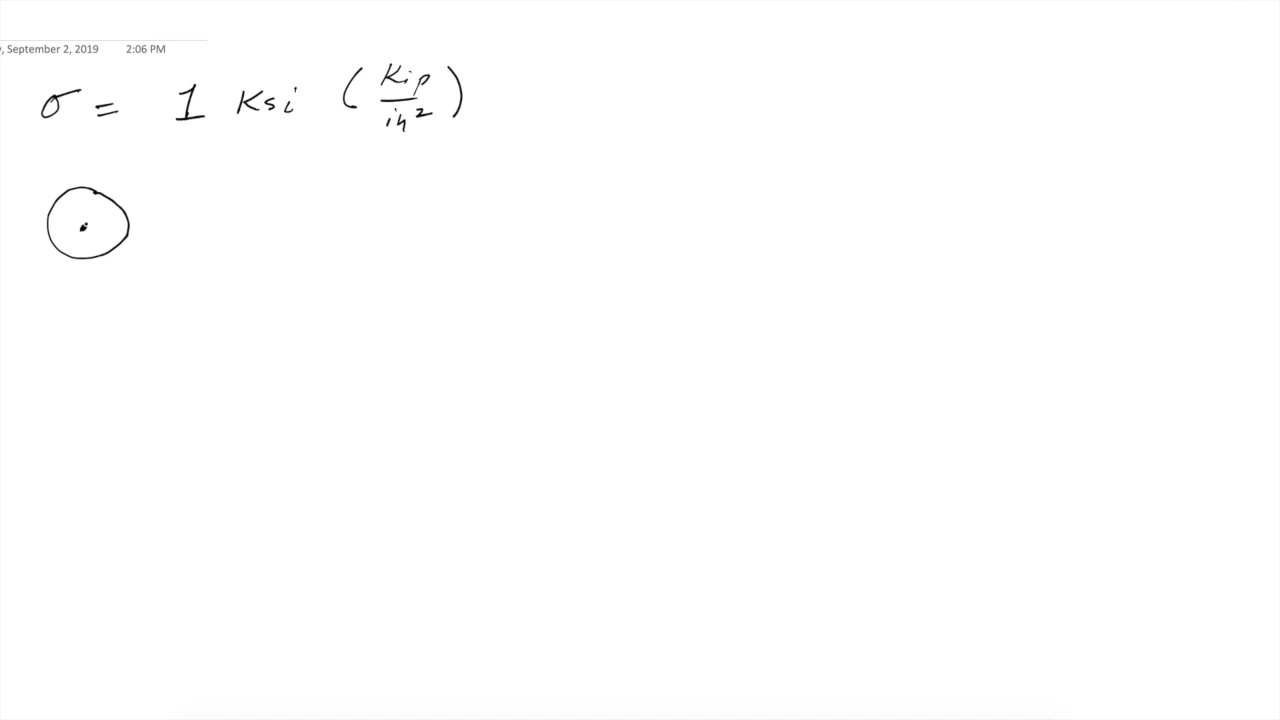 , September 2, 2019 2:06 PM
σ = 1 Ksi (Kip/in²)